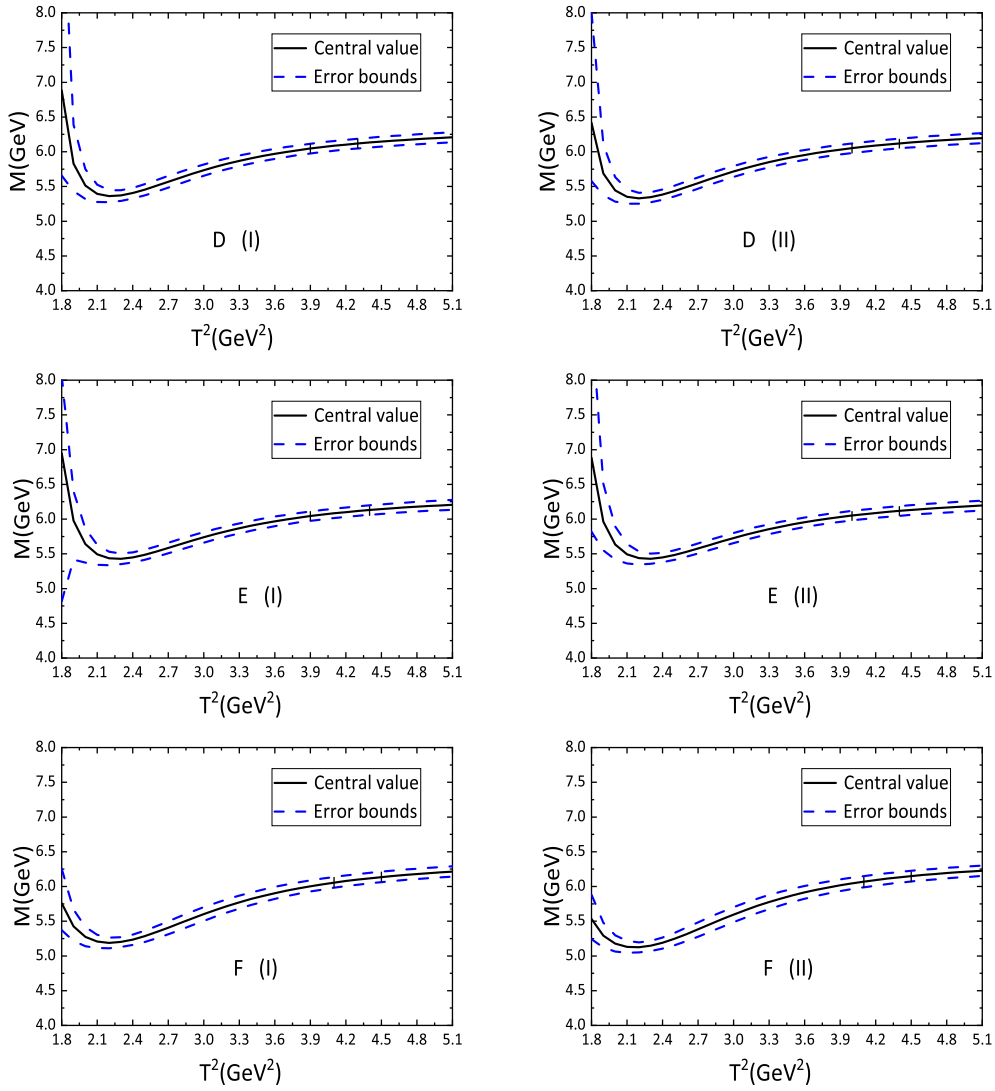 8.0
7.5
7.0
6.5
6.0
5.5
5.0
4.5
4.0
M(GeV)
Central value
Error bounds
D (I)
1.8 2.1 2.4 2.7 3.0 3.3 3.6 3.9 4.2 4.5 4.8 5.1
T²(GeV²)
8.0
7.5
7.0
6.5
6.0
5.5
5.0
4.5
4.0
M(GeV)
Central value
Error bounds
D (II)
1.8 2.1 2.4 2.7 3.0 3.3 3.6 3.9 4.2 4.5 4.8 5.1
T²(GeV²)
8.0
7.5
7.0
6.5
6.0
5.5
5.0
4.5
4.0
M(GeV)
Central value
Error bounds
E (I)
1.8 2.1 2.4 2.7 3.0 3.3 3.6 3.9 4.2 4.5 4.8 5.1
T²(GeV²)
8.0
7.5
7.0
6.5
6.0
5.5
5.0
4.5
4.0
M(GeV)
Central value
Error bounds
E (II)
1.8 2.1 2.4 2.7 3.0 3.3 3.6 3.9 4.2 4.5 4.8 5.1
T²(GeV²)
8.0
7.5
7.0
6.5
6.0
5.5
5.0
4.5
4.0
M(GeV)
Central value
Error bounds
F (I)
1.8 2.1 2.4 2.7 3.0 3.3 3.6 3.9 4.2 4.5 4.8 5.1
T²(GeV²)
8.0
7.5
7.0
6.5
6.0
5.5
5.0
4.5
4.0
M(GeV)
Central value
Error bounds
F (II)
1.8 2.1 2.4 2.7 3.0 3.3 3.6 3.9 4.2 4.5 4.8 5.1
T²(GeV²)